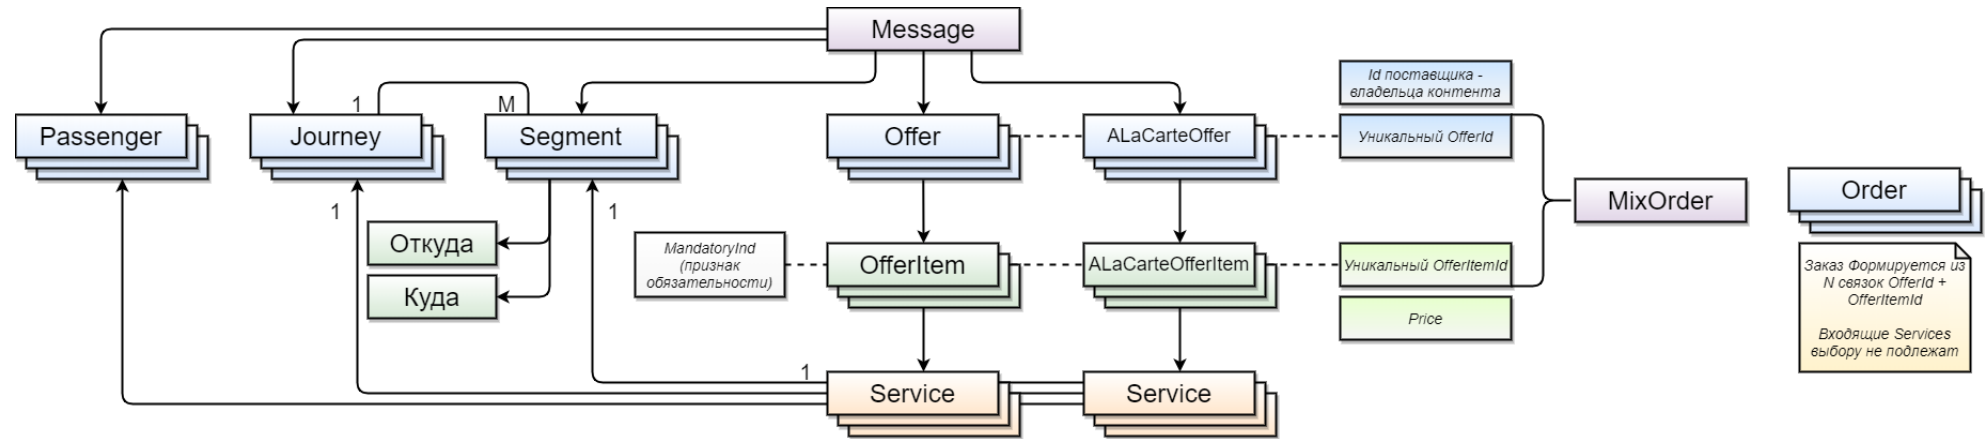 Message
Id поставщика -
владельца контента
1
M
Passenger
Journey
Segment
Offer
ALaCarteOffer
Уникальный OfferId
MixOrder
Order
1
1
Откуда
Куда
MandatoryInd
(признак
обязательности)
OfferItem
ALaCarteOfferItem
Уникальный OfferItemId
Price
Заказ Формируется из
N связок OfferId +
OfferItemId
Входящие Services
выбору не подлежат
1
Service
Service